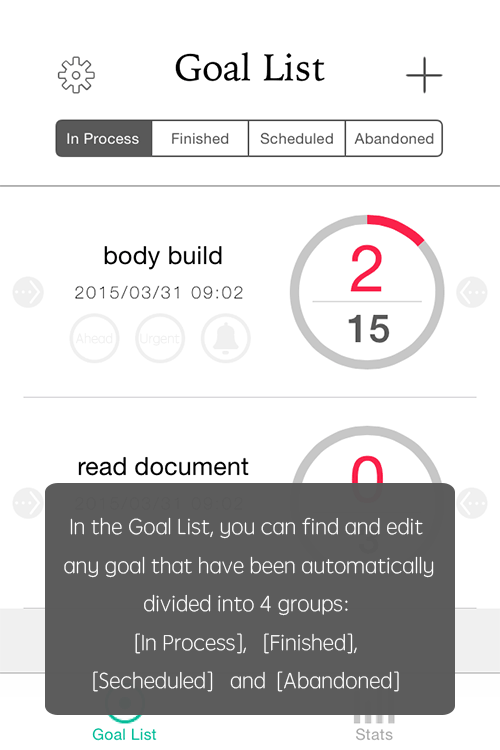 Goal List
In Process Finished Scheduled Abandoned
body build
2015/03/31 09:02
Ahead Urgent
2
15
read document
0
In the Goal List, you can find and edit
any goal that have been automatically
divided into 4 groups:
[In Process], [Finished],
[Secheduled] and [Abandoned]
Goal List Stats